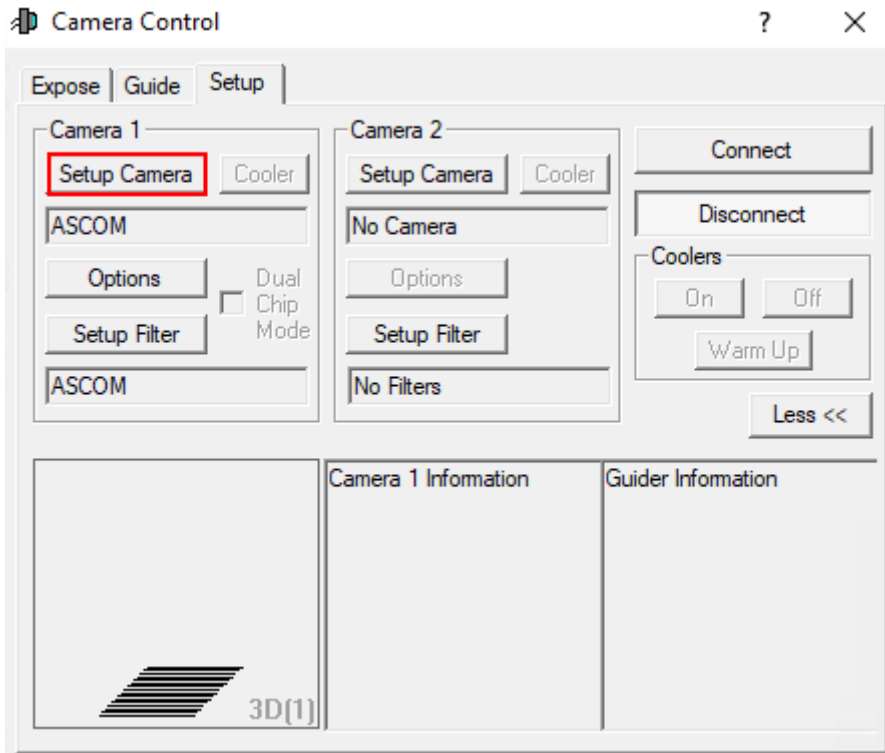 Camera Control
?
Expose Guide Setup
Camera 1
Setup Camera Cooler
ASCOM
Options
Dual Chip Mode
Setup Filter
ASCOM
Camera 2
Setup Camera Cooler
No Camera
Options
Setup Filter
No Filters
Connect
Disconnect
Coolers
On Off
Warm Up
Less <<
3D(1)
Camera 1 Information
Guider Information